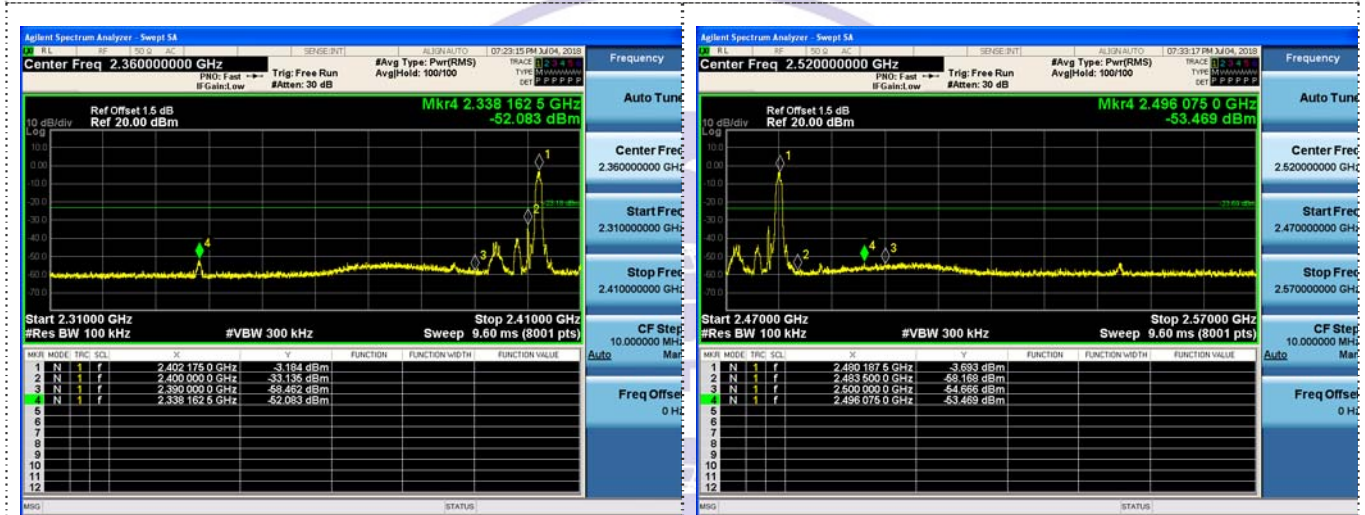 Agilent Spectrum Analyzer - Swept SA
RL RF 50 Ω AC SENSE:INT ALIGN AUTO 07:23:15 PM Jul 04, 2018
Center Freq 2.360000000 GHz
#Avg Type: Pwr(RMS)
TRACE 1 2 3 4 5 6
PNO: Fast Trig: Free Run Avg|Hold: 100/100 TYPE M
IFGain:Low #Atten: 30 dB DET P P P P P P
Mkr4 2.338 162 5 GHz
Ref Offset 1.5 dB
10 dB/div Ref 20.00 dBm -52.083 dBm
Log
10.0
0.00
-10.0
-20.0
-30.0
-40.0
-50.0
-60.0
-70.0
1
2
3
4
Start 2.31000 GHz Stop 2.41000 GHz
#Res BW 100 kHz #VBW 300 kHz Sweep 9.60 ms (8001 pts)
MKR MODE TRC SCL X Y FUNCTION FUNCTION WIDTH FUNCTION VALUE
1 N 1 f 2.402 175 0 GHz -3.184 dBm
2 N 1 f 2.400 000 0 GHz -33.135 dBm
3 N 1 f 2.390 000 0 GHz -58.462 dBm
4 N 1 f 2.338 162 5 GHz -52.083 dBm
5
6
7
8
9
10
11
12
MSG STATUS
Frequency
Auto Tune
Center Freq
2.360000000 GHz
Start Freq
2.310000000 GHz
Stop Freq
2.410000000 GHz
CF Step
10.000000 MHz
Auto Man
Freq Offset
0 Hz
Agilent Spectrum Analyzer - Swept SA
RL RF 50 Ω AC SENSE:INT ALIGN AUTO 07:33:17 PM Jul 04, 2018
Center Freq 2.520000000 GHz
#Avg Type: Pwr(RMS)
TRACE 1 2 3 4 5 6
PNO: Fast Trig: Free Run Avg|Hold: 100/100 TYPE M
IFGain:Low #Atten: 30 dB DET P P P P P P
Mkr4 2.496 075 0 GHz
Ref Offset 1.5 dB
10 dB/div Ref 20.00 dBm -53.469 dBm
Log
10.0
0.00
-10.0
-20.0
-30.0
-40.0
-50.0
-60.0
-70.0
1
2
4
3
Start 2.47000 GHz Stop 2.57000 GHz
#Res BW 100 kHz #VBW 300 kHz Sweep 9.60 ms (8001 pts)
MKR MODE TRC SCL X Y FUNCTION FUNCTION WIDTH FUNCTION VALUE
1 N 1 f 2.480 187 5 GHz -3.693 dBm
2 N 1 f 2.483 500 0 GHz -58.168 dBm
3 N 1 f 2.500 000 0 GHz -54.666 dBm
4 N 1 f 2.496 075 0 GHz -53.469 dBm
5
6
7
8
9
10
11
12
MSG STATUS
Frequency
Auto Tune
Center Freq
2.520000000 GHz
Start Freq
2.470000000 GHz
Stop Freq
2.570000000 GHz
CF Step
10.000000 MHz
Auto Man
Freq Offset
0 Hz